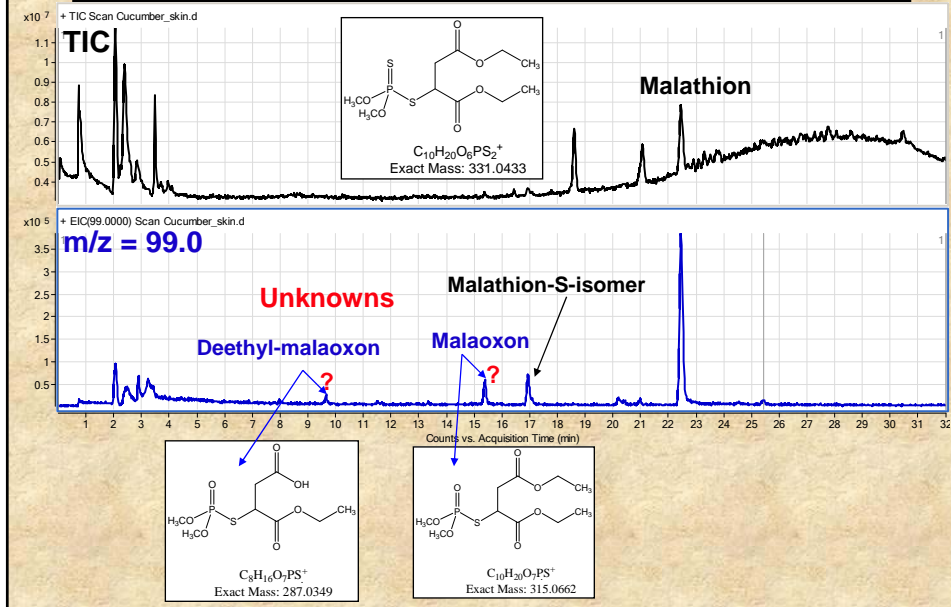 x10 7
+ TIC Scan Cucumber_skin.d
TIC
1
1
1.1
1
0.9
0.8
0.7
0.6
0.5
0.4
S
O
O
CH3
P
S
O
CH3
H3CO
H3CO
O
C10H20O6PS2+
Exact Mass: 331.0433
Malathion
x10 5
+ EIC(99.0000) Scan Cucumber_skin.d
m/z = 99.0
1
1
3.5
3
2.5
2
1.5
1
0.5
Unknowns
Malathion-S-isomer
Deethyl-malaoxon
Malaoxon
?
?
1 2 3 4 5 6 7 8 9 10 11 12 13 14 15 16 17 18 19 20 21 22 23 24 25 26 27 28 29 30 31 32
Counts vs. Acquisition Time (min)
O
OH
O
P
S
O
CH3
H3CO
H3CO
O
C8H16O7PS+
Exact Mass: 287.0349
O
O
CH3
O
P
S
O
CH3
H3CO
H3CO
O
C10H20O7PS+
Exact Mass: 315.0662